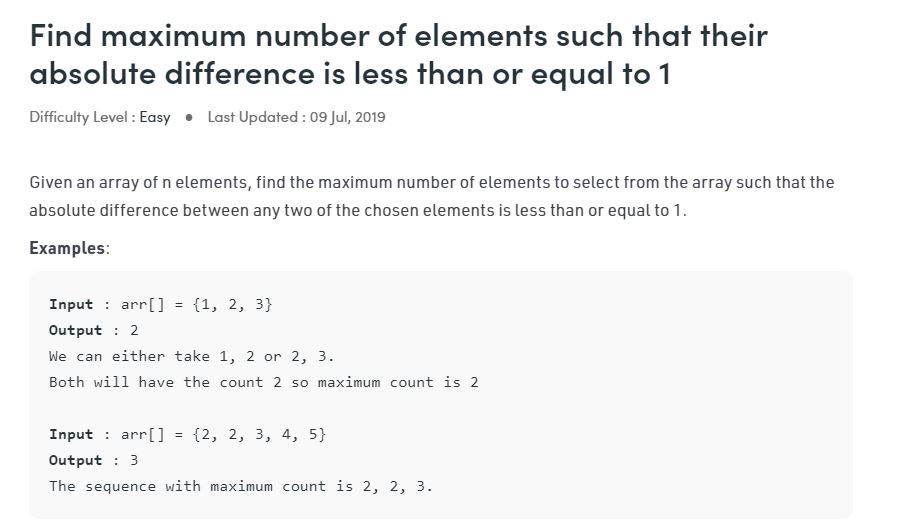 Find maximum number of elements such that their
absolute difference is less than or equal to 1
Difficulty Level : Easy ● Last Updated : 09 Jul, 2019
Given an array of n elements, find the maximum number of elements to select from the array such that the
absolute difference between any two of the chosen elements is less than or equal to 1.
Examples:
Input : arr[] = {1, 2, 3}
Output : 2
We can either take 1, 2 or 2, 3.
Both will have the count 2 so maximum count is 2
Input : arr[] = {2, 2, 3, 4, 5}
Output : 3
The sequence with maximum count is 2, 2, 3.